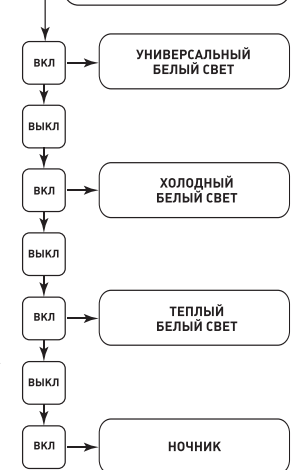 ВКЛ
УНИВЕРСАЛЬНЫЙ
БЕЛЫЙ СВЕТ
ВЫКЛ
ВКЛ
ХОЛОДНЫЙ
БЕЛЫЙ СВЕТ
ВЫКЛ
ВКЛ
ТЕПЛЫЙ
БЕЛЫЙ СВЕТ
ВЫКЛ
ВКЛ
НОЧНИК